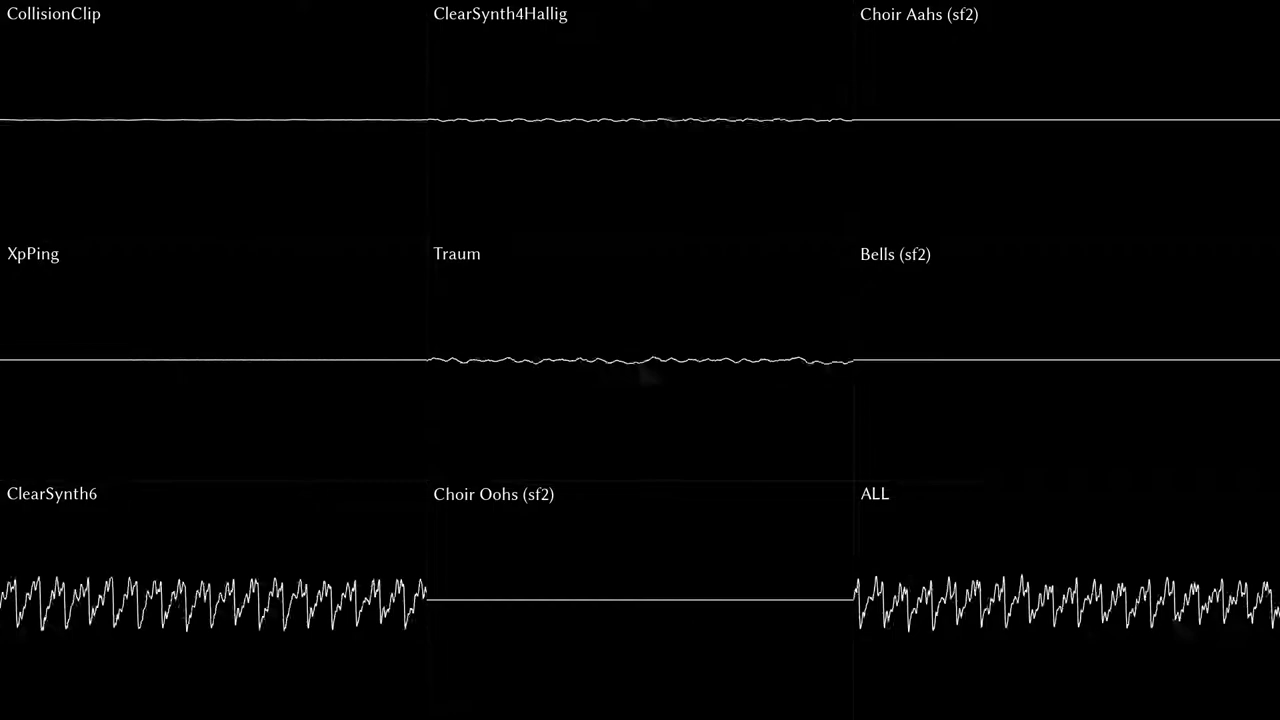 CollisionClip
ClearSynth4Hallig
Choir Aahs (sf2)
XpPing
Traum
Bells (sf2)
ClearSynth6
Choir Oohs (sf2)
ALL